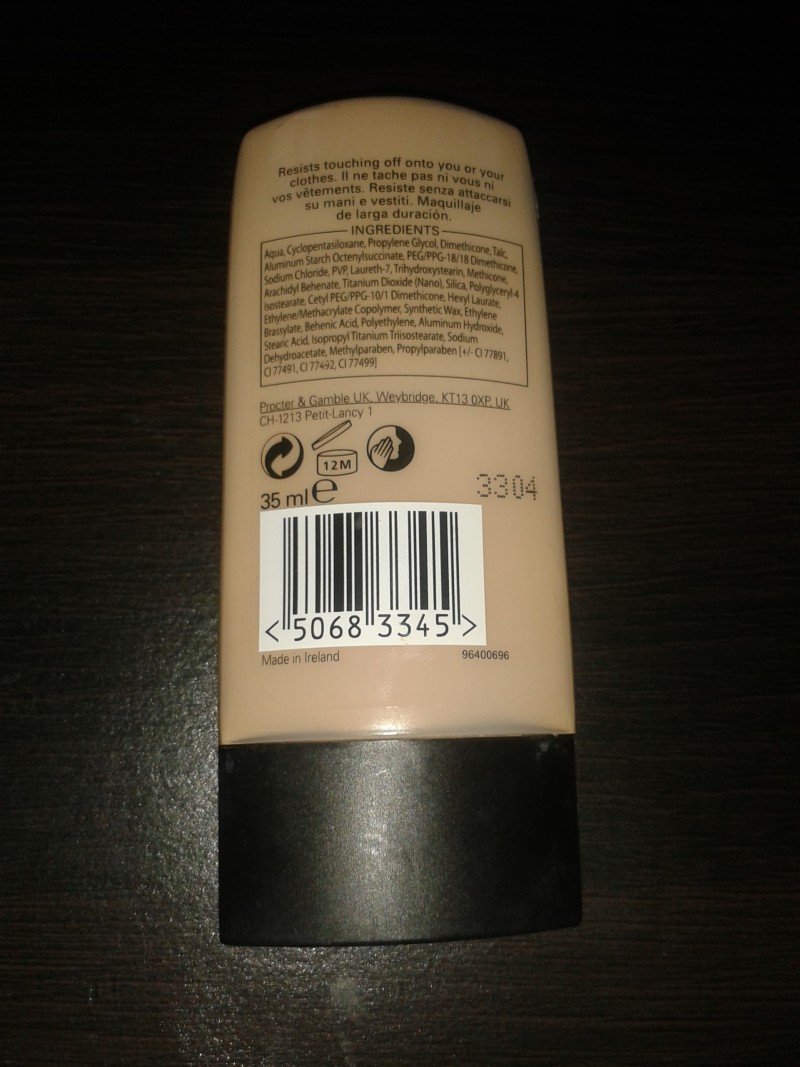 Resists touching off onto you or your
clothes. Il ne tache pas ni vous ni
vos vêtements. Resiste senza attaccarsi
su mani e vestiti. Maquillaje
de larga duración.
INGREDIENTS
Aqua, Cyclopentasiloxane, Propylene Glycol, Dimethicone, Talc,
Aluminum Starch Octenylsuccinate, PEG/PPG-18/18 Dimethicone,
Sodium Chloride, PVP, Laureth-7, Trihydroxystearin, Methicone,
Arachidyl Behenate, Titanium Dioxide (Nano), Silica, Polyglyceryl-4
Isostearate, Cetyl PEG/PPG-10/1 Dimethicone, Hexyl Laurate,
Ethylene/Methacrylate Copolymer, Synthetic Wax, Ethylene
Brassylate, Behenic Acid, Polyethylene, Aluminum Hydroxide,
Stearic Acid, Isopropyl Titanium Triisostearate, Sodium
Dehydroacetate, Methylparaben, Propylparaben [+/- CI 77891,
CI 77491, CI 77492, CI 77499]
Procter & Gamble UK, Weybridge, KT13 0XP, UK
CH-1213 Petit-Lancy 1
12M
35 ml e
3304
<5068 3345>
Made in Ireland 96400696